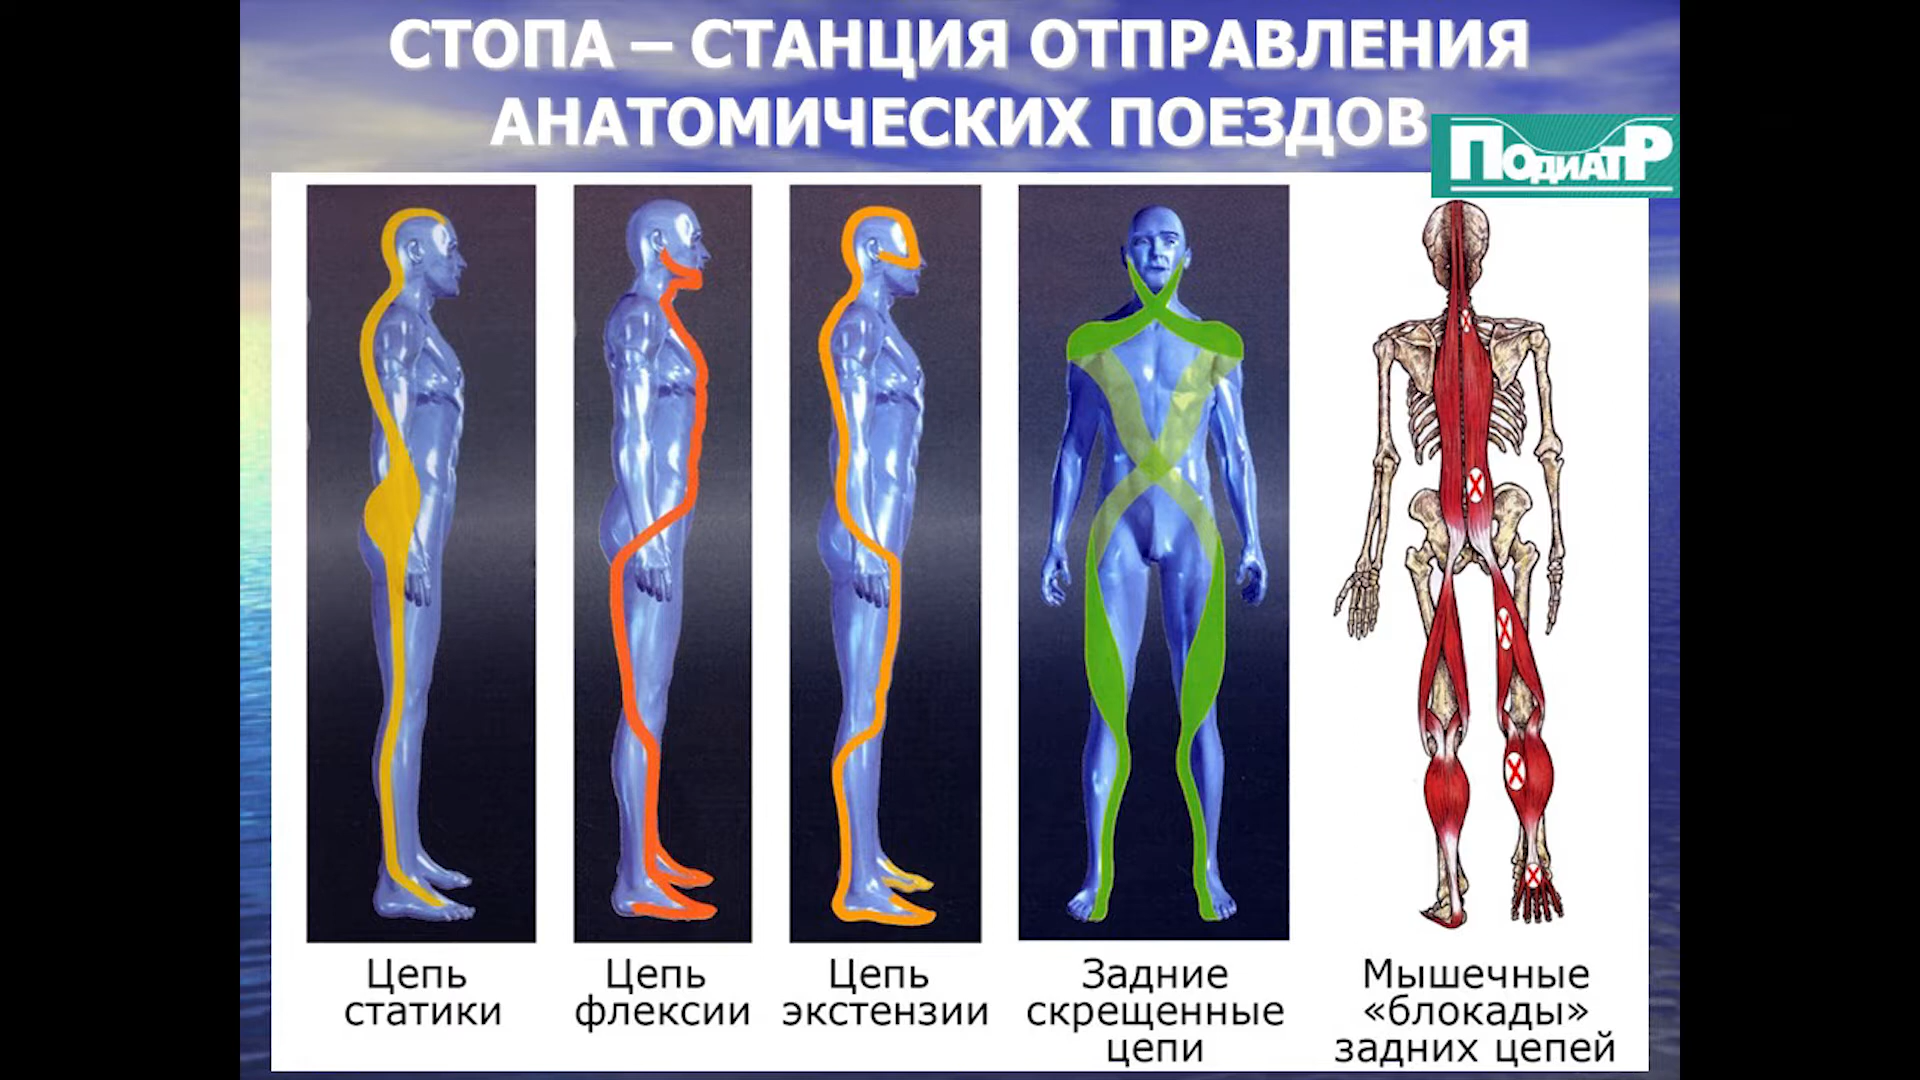 СТОПА – СТАНЦИЯ ОТПРАВЛЕНИЯ
АНАТОМИЧЕСКИХ ПОЕЗДОВ
ПОДИАТР
Цепь
статики
Цепь
флексии
Цепь
экстензии
Задние
скрещенные
цепи
Мышечные
«блокады»
задних цепей